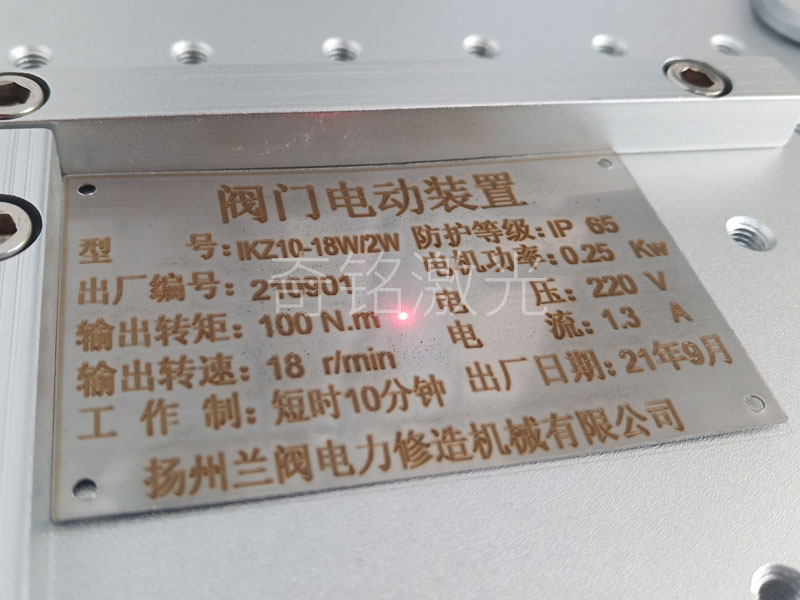 阀门电动装置
型 号: IKZ10-18W/2W 防护等级: IP 65
出厂编号: 210901 电机功率: 0.25 Kw
输出转矩: 100 N.m 电 压: 220 V
输出转速: 18 r/min 电 流: 1.3 A
工 作 制: 短时10分钟 出厂日期: 21年9月
扬州兰阀电力修造机械有限公司
奇铭激光